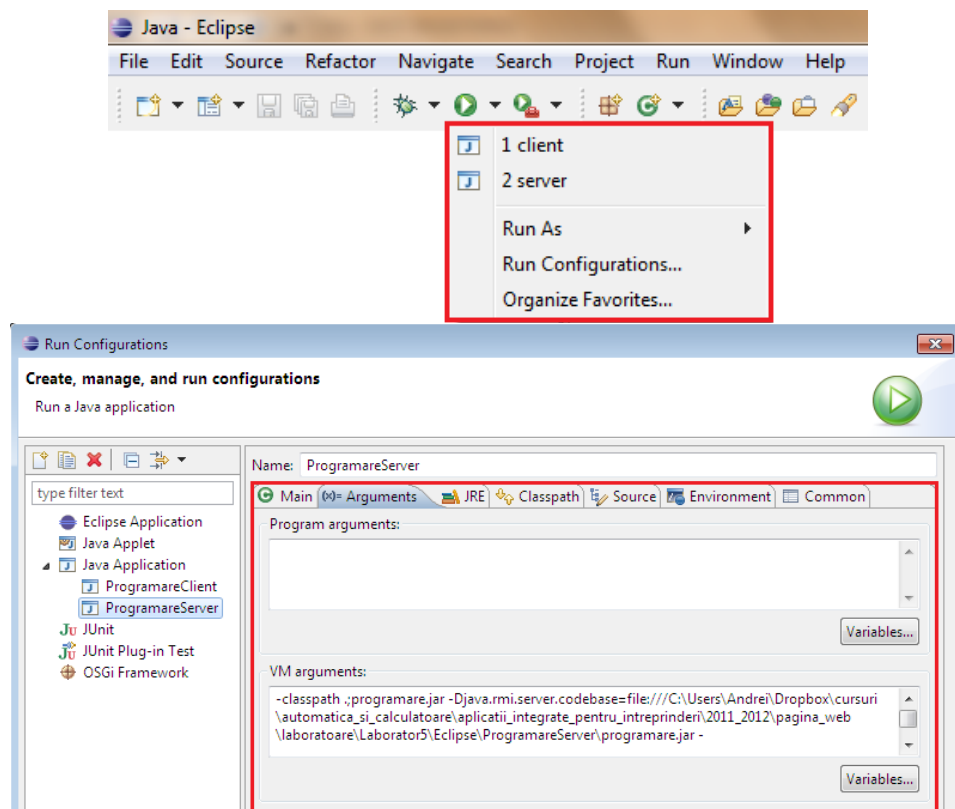 Java - Eclipse
File Edit Source Refactor Navigate Search Project Run Window Help
1 client
2 server
Run As
Run Configurations...
Organize Favorites...
Run Configurations
Create, manage, and run configurations
Run a Java application
Name: ProgramareServer
type filter text
Main (x)= Arguments JRE Classpath Source Environment Common
Eclipse Application
Java Applet
Java Application
ProgramareClient
ProgramareServer
JUnit
JUnit Plug-in Test
OSGi Framework
Program arguments:
Variables...
VM arguments:
-classpath .;programare.jar -Djava.rmi.server.codebase=file:///C:\Users\Andrei\Dropbox\cursuri
\automatica_si_calculatoare\aplicatii_integrate_pentru_intreprinderi\2011_2012\pagina_web
\laboratoare\Laborator5\Eclipse\ProgramareServer\programare.jar -
Variables...